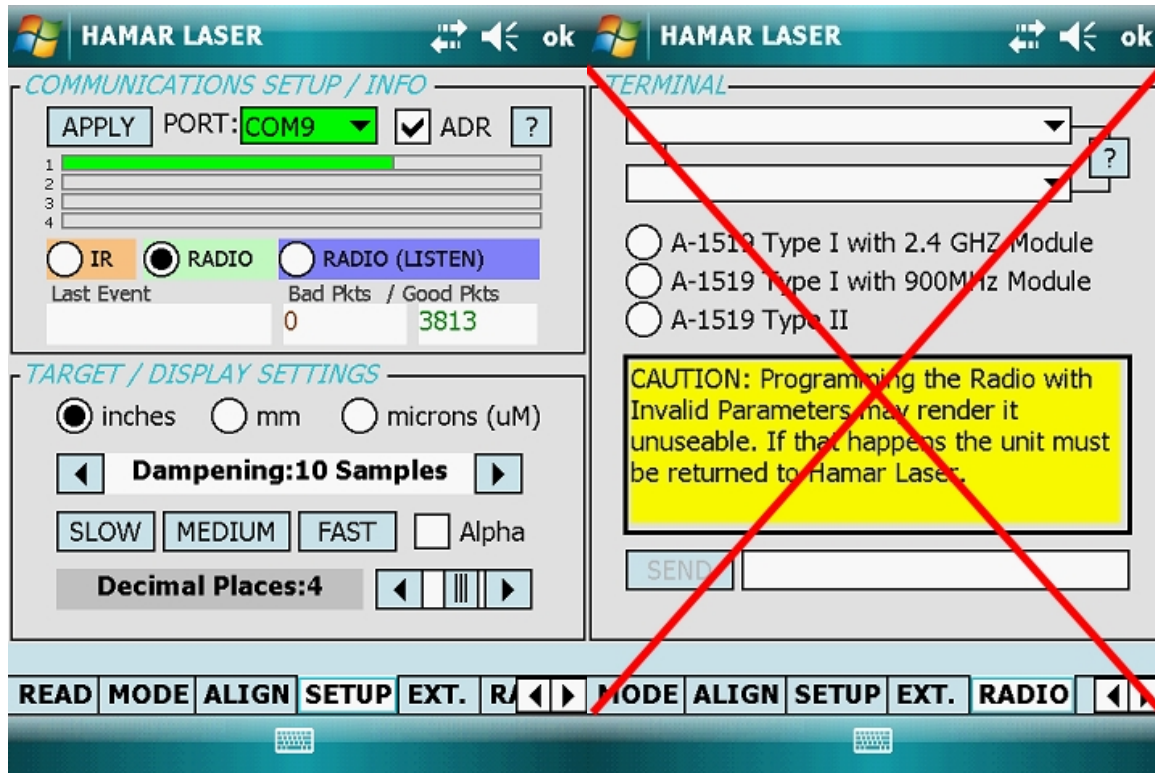 HAMAR LASER ok
COMMUNICATIONS SETUP / INFO
APPLY PORT: COM9 ADR ?
1
2
3
4
IR RADIO RADIO (LISTEN)
Last Event Bad Pkts / Good Pkts
0 3813
TARGET / DISPLAY SETTINGS
inches mm microns (uM)
Dampening:10 Samples
SLOW MEDIUM FAST Alpha
Decimal Places:4
READ MODE ALIGN SETUP EXT.
HAMAR LASER ok
TERMINAL
?
A-1519 Type I with 2.4 GHZ Module
A-1519 Type I with 900MHz Module
A-1519 Type II
CAUTION: Programming the Radio with
Invalid Parameters may render it
unuseable. If that happens the unit must
be returned to Hamar Laser.
SEND
MODE ALIGN SETUP EXT. RADIO